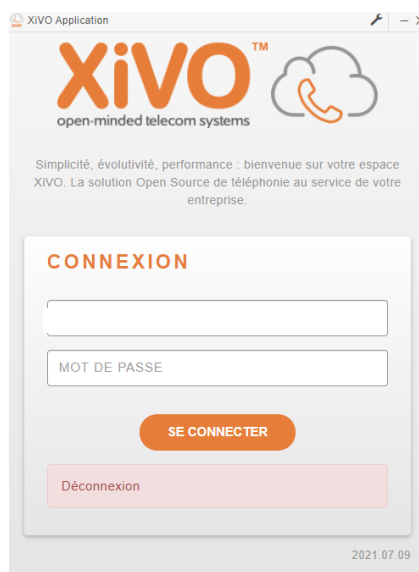 XiVO Application
XiVO™
open-minded telecom systems
Simplicité, évolutivité, performance : bienvenue sur votre espace
XiVO. La solution Open Source de téléphonie au service de votre
entreprise.
CONNEXION
MOT DE PASSE
SE CONNECTER
Déconnexion
2021.07.09